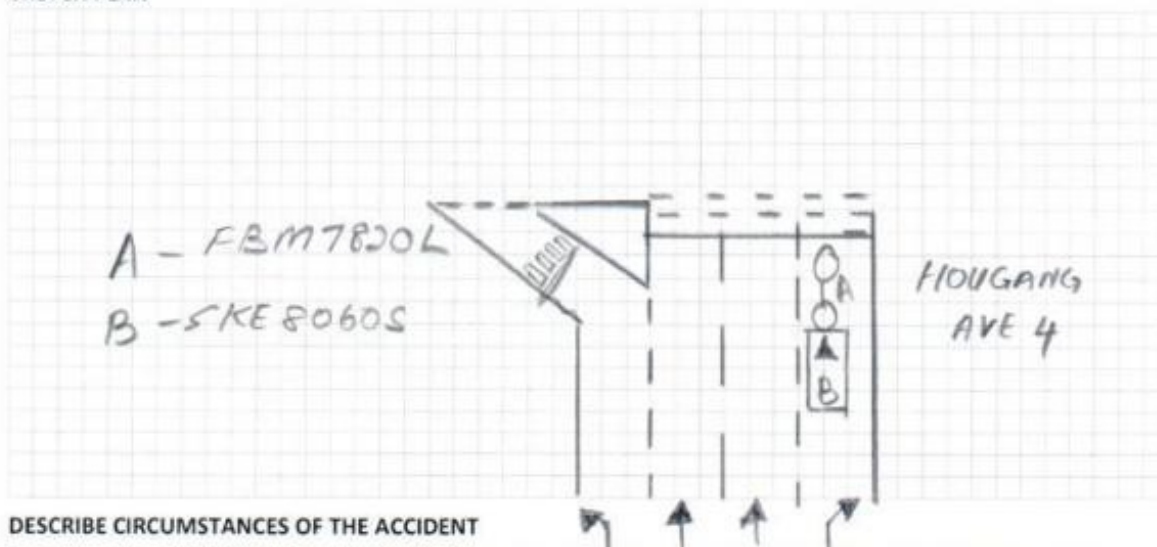 A - FBM7820L
B - SKE8060S
A
B
HOUGANG
AVE 4
DESCRIBE CIRCUMSTANCES OF THE ACCIDENT